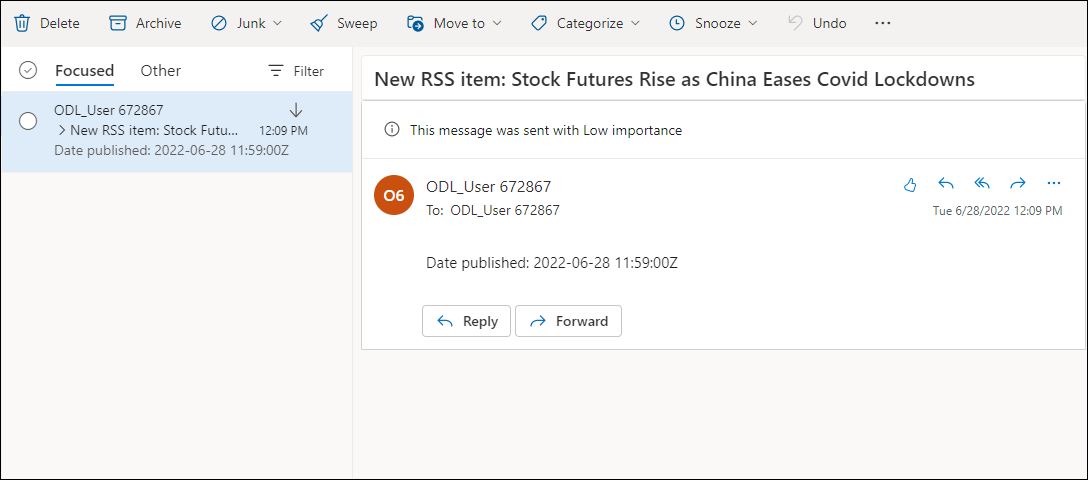 Delete Archive Junk Sweep Move to Categorize Snooze Undo
Focused Other Filter
ODL_User 672867
New RSS item: Stock Futu... 12:09 PM
Date published: 2022-06-28 11:59:00Z
New RSS item: Stock Futures Rise as China Eases Covid Lockdowns
This message was sent with Low importance
O6
ODL_User 672867
To: ODL_User 672867
Tue 6/28/2022 12:09 PM
Date published: 2022-06-28 11:59:00Z
Reply Forward